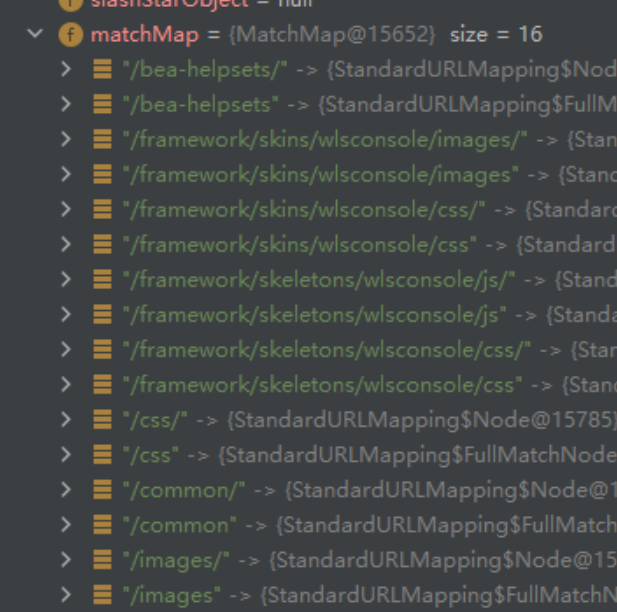 f slashStarObject = null
f matchMap = {MatchMap@15652} size = 16
"/bea-helpsets/" -> {StandardURLMapping$Nod
"/bea-helpsets" -> {StandardURLMapping$FullM
"/framework/skins/wlsconsole/images/" -> {Stan
"/framework/skins/wlsconsole/images" -> {Stand
"/framework/skins/wlsconsole/css/" -> {Standard
"/framework/skins/wlsconsole/css" -> {Standard
"/framework/skeletons/wlsconsole/js/" -> {Stand
"/framework/skeletons/wlsconsole/js" -> {Standa
"/framework/skeletons/wlsconsole/css/" -> {Star
"/framework/skeletons/wlsconsole/css" -> {Stand
"/css/" -> {StandardURLMapping$Node@15785}
"/css" -> {StandardURLMapping$FullMatchNode
"/common/" -> {StandardURLMapping$Node@1
"/common" -> {StandardURLMapping$FullMatch
"/images/" -> {StandardURLMapping$Node@15
"/images" -> {StandardURLMapping$FullMatchN